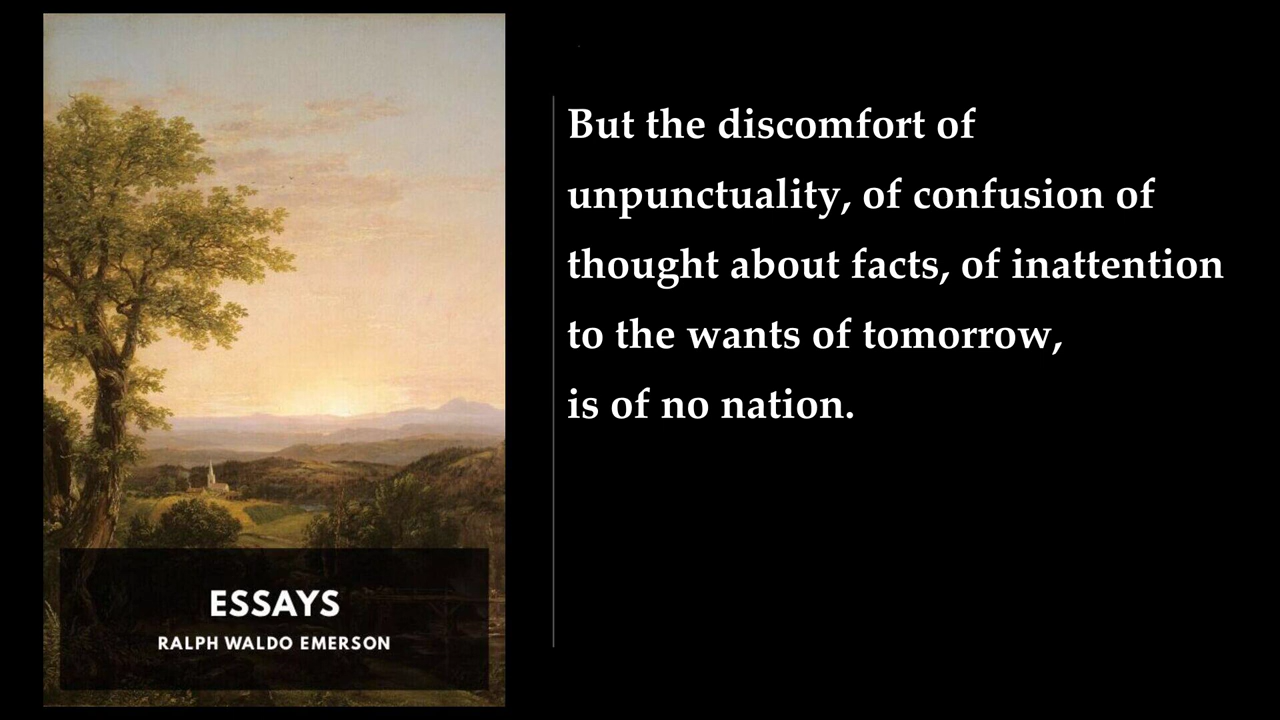 ESSAYS
RALPH WALDO EMERSON
But the discomfort of
unpunctuality, of confusion of
thought about facts, of inattention
to the wants of tomorrow,
is of no nation.